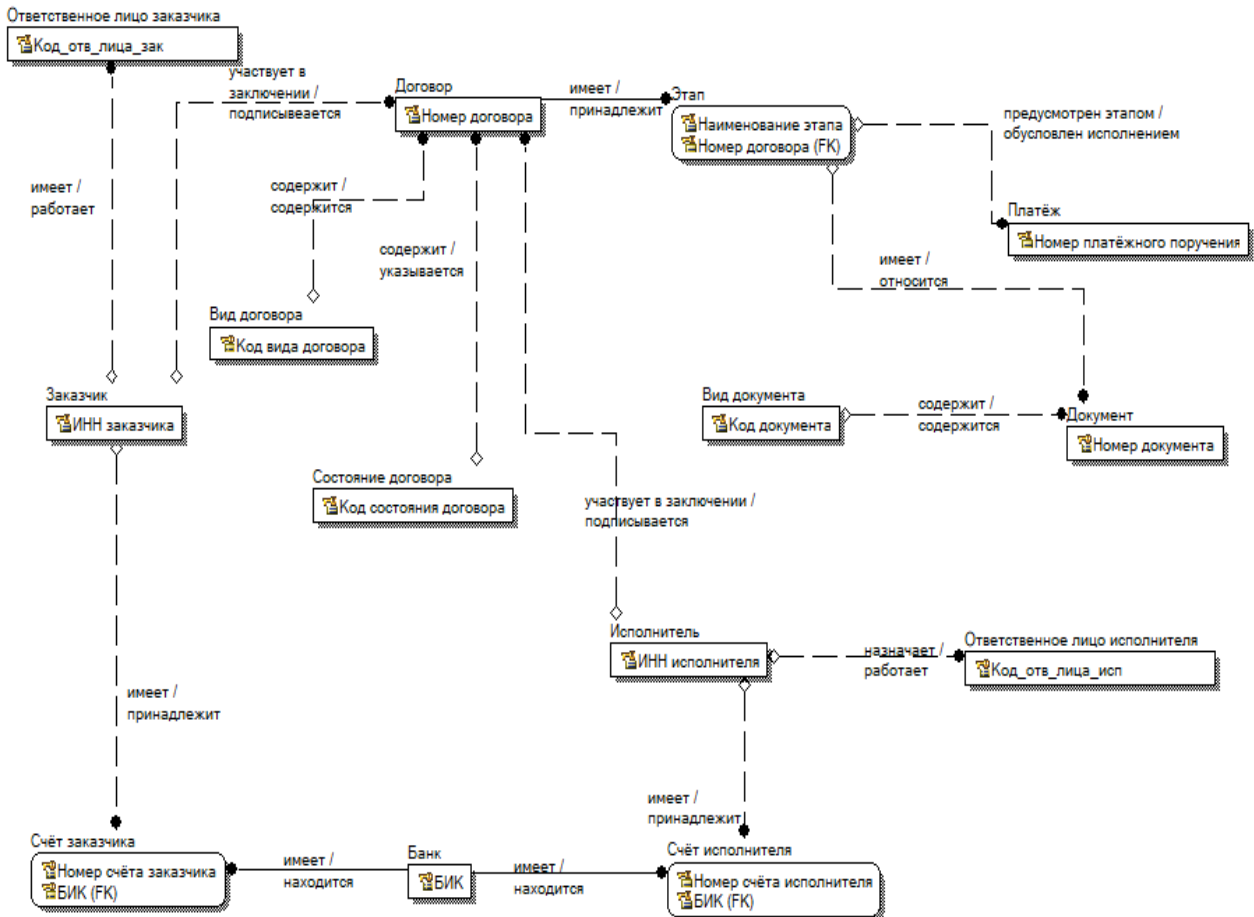 Ответственное лицо заказчика
Код_отв_лица_зак
участвует в
заключении /
подписывеается
Договор
Номер договора
имеет /
принадлежит
Этап
Наименование этапа
Номер договора (FK)
предусмотрен этапом /
обусловлен исполнением
Платёж
Номер платёжного поручения
имеет /
работает
содержит /
содержится
содержит /
указывается
имеет /
относится
Вид договора
Код вида договора
Заказчик
ИНН заказчика
Вид документа
Код документа
содержит /
содержится
Документ
Номер документа
Состояние договора
Код состояния договора
участвует в заключении /
подписывается
Исполнитель
ИНН исполнителя
назначает /
работает
Ответственное лицо исполнителя
Код_отв_лица_исп
имеет /
принадлежит
имеет /
принадлежит
Счёт заказчика
Номер счёта заказчика
БИК (FK)
имеет /
находится
Банк
БИК
имеет /
находится
Счёт исполнителя
Номер счёта исполнителя
БИК (FK)